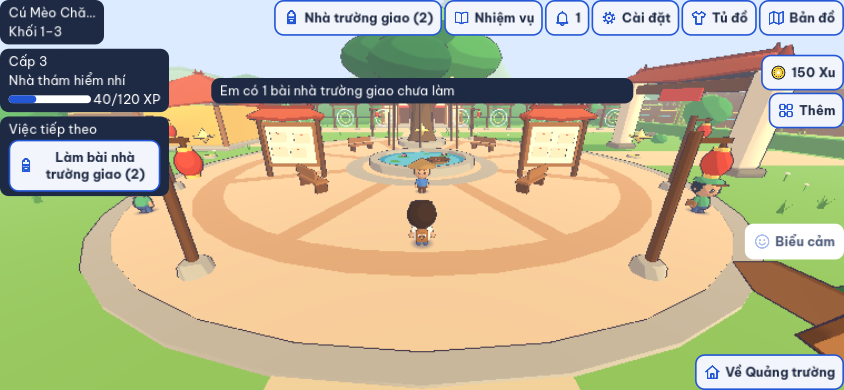 Cú Mèo Chă...
Khối 1–3
Nhà trường giao (2)
Nhiệm vụ
1
Cài đặt
Tủ đồ
Bản đồ
Cấp 3
Nhà thám hiểm nhí
40/120 XP
Em có 1 bài nhà trường giao chưa làm
150 Xu
Thêm
Việc tiếp theo
Làm bài nhà
trường giao (2)
Biểu cảm
Về Quảng trường